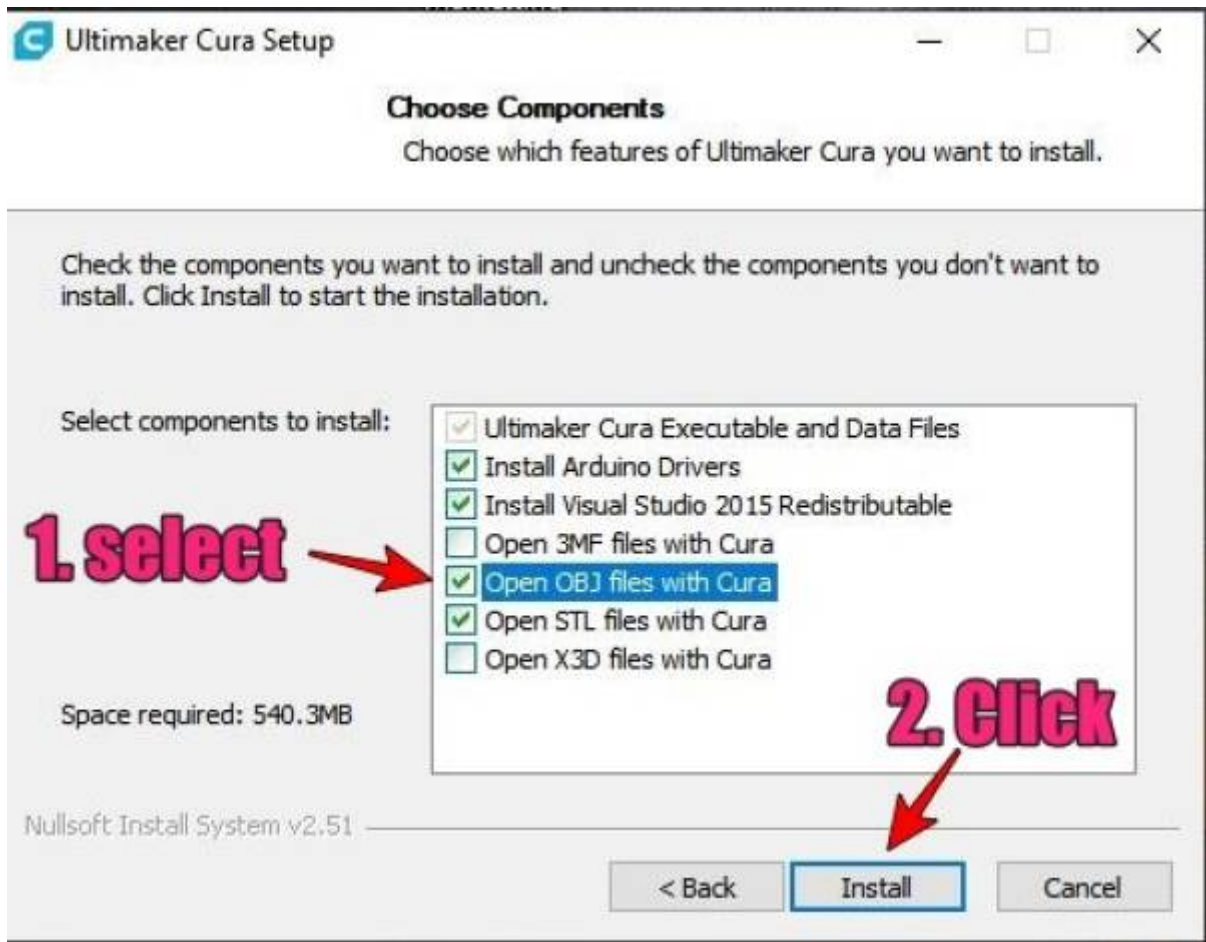 Ultimaker Cura Setup
Choose Components
Choose which features of Ultimaker Cura you want to install.
Check the components you want to install and uncheck the components you don't want to
install. Click Install to start the installation.
Select components to install:
Ultimaker Cura Executable and Data Files
Install Arduino Drivers
Install Visual Studio 2015 Redistributable
Open 3MF files with Cura
1. select
Open OBJ files with Cura
Open STL files with Cura
Open X3D files with Cura
Space required: 540.3MB
2. Click
Nullsoft Install System v2.51
< Back
Install
Cancel